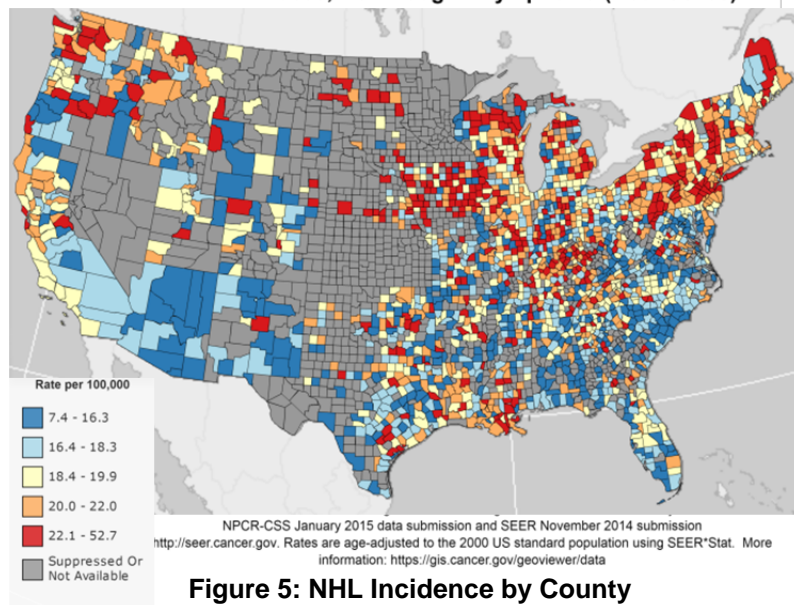 Rate per 100,000
7.4 - 16.3
16.4 - 18.3
18.4 - 19.9
20.0 - 22.0
22.1 - 52.7
Suppressed Or
Not Available
NPCR-CSS January 2015 data submission and SEER November 2014 submission
http://seer.cancer.gov. Rates are age-adjusted to the 2000 US standard population using SEER*Stat. More
information: https://gis.cancer.gov/geoviewer/data
Figure 5: NHL Incidence by County